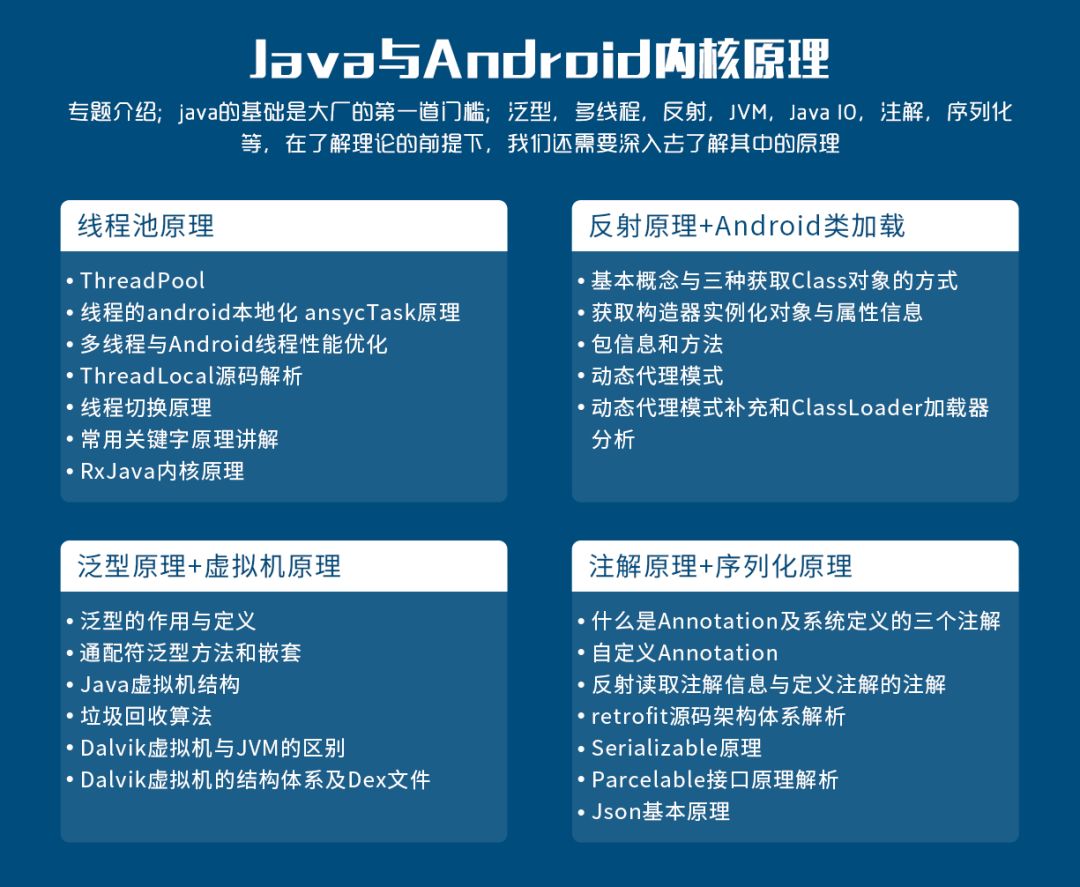 Java与Android内核原理
专题介绍；java的基础是大厂的第一道门槛；泛型，多线程，反射，JVM，Java IO，注解，序列化
等，在了解理论的前提下，我们还需要深入去了解其中的原理
线程池原理
• ThreadPool
• 线程的android本地化 ansycTask原理
• 多线程与Android线程性能优化
• ThreadLocal源码解析
• 线程切换原理
• 常用关键字原理讲解
• RxJava内核原理
反射原理+Android类加载
• 基本概念与三种获取Class对象的方式
• 获取构造器实例化对象与属性信息
• 包信息和方法
• 动态代理模式
• 动态代理模式补充和ClassLoader加载器
分析
泛型原理+虚拟机原理
• 泛型的作用与定义
• 通配符泛型方法和嵌套
• Java虚拟机结构
• 垃圾回收算法
• Dalvik虚拟机与JVM的区别
• Dalvik虚拟机的结构体系及Dex文件
注解原理+序列化原理
• 什么是Annotation及系统定义的三个注解
• 自定义Annotation
• 反射读取注解信息与定义注解的注解
• retrofit源码架构体系解析
• Serializable原理
• Parcelable接口原理解析
• Json基本原理